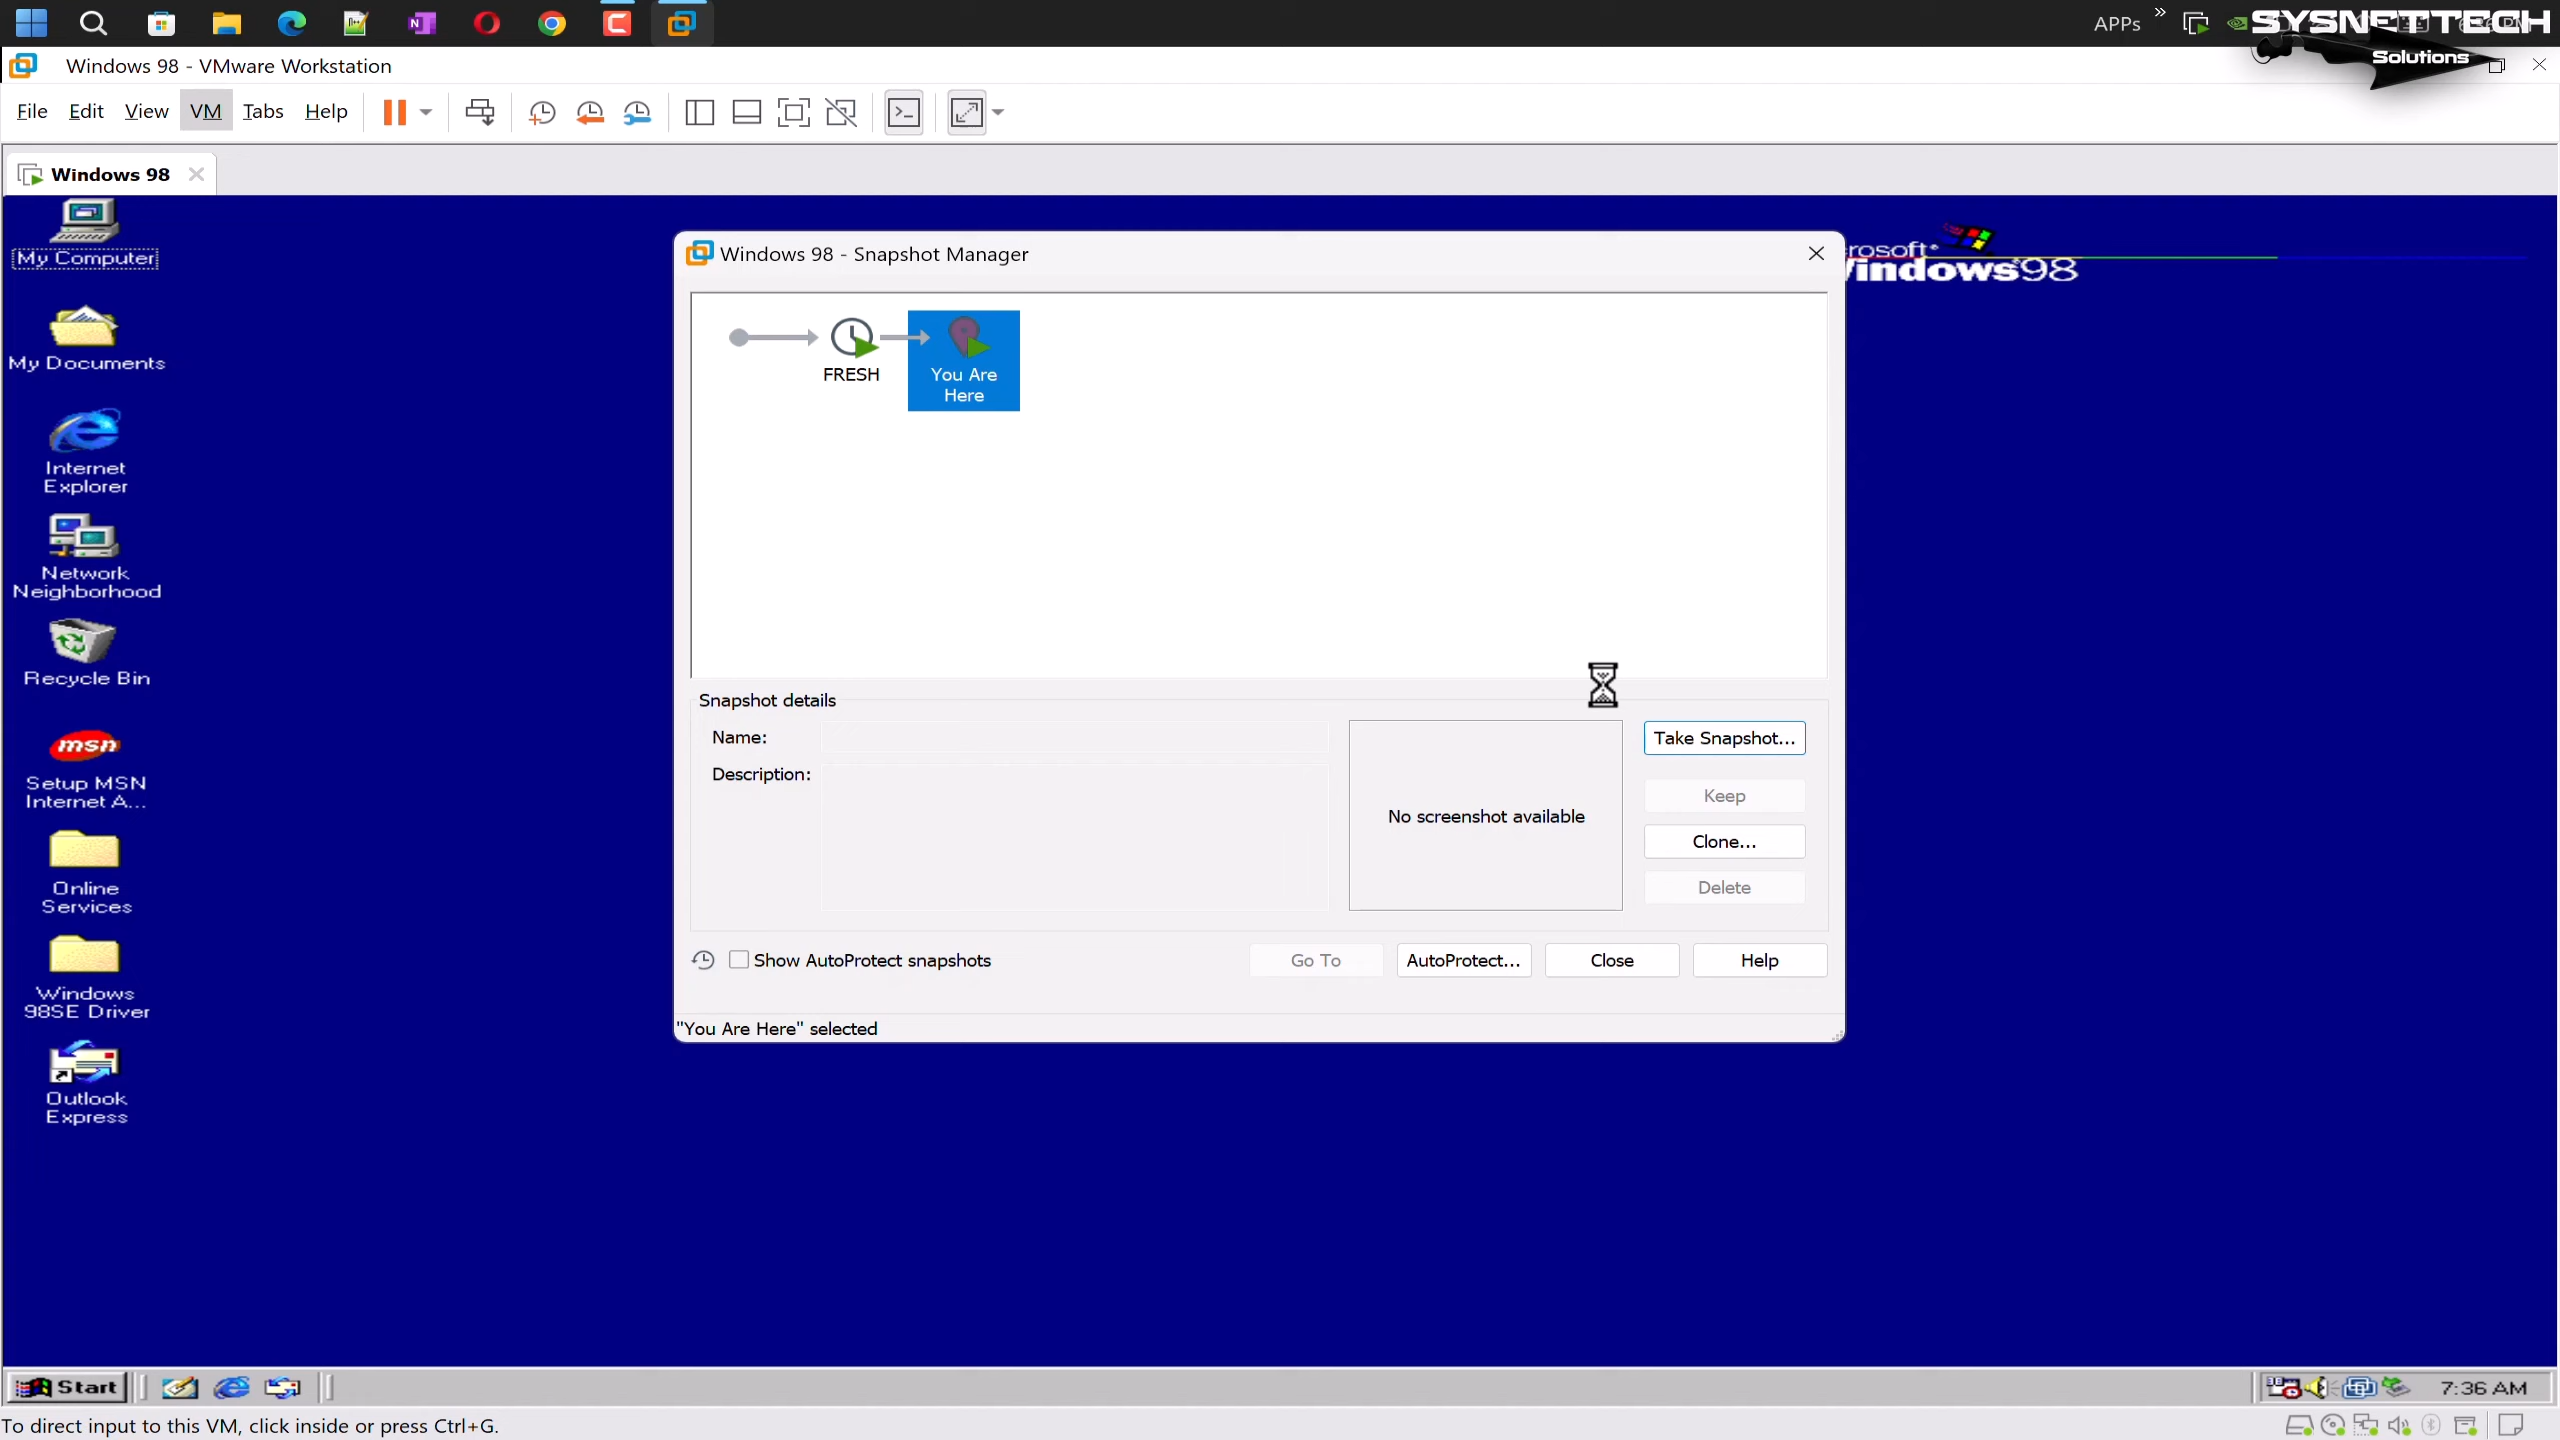 APPs
SYSNETTECH
Solutions
Windows 98 - VMware Workstation
File Edit View VM Tabs Help
Windows 98
My Computer
My Documents
Internet
Explorer
Network
Neighborhood
Recycle Bin
msn
Setup MSN
Internet A...
Online
Services
Windows
98SE Driver
Outlook
Express
rosoft
Windows98
Windows 98 - Snapshot Manager
FRESH
You Are
Here
Snapshot details
Name:
Description:
No screenshot available
Take Snapshot...
Keep
Clone...
Delete
Show AutoProtect snapshots
Go To
AutoProtect...
Close
Help
"You Are Here" selected
Start
7:36 AM
To direct input to this VM, click inside or press Ctrl+G.